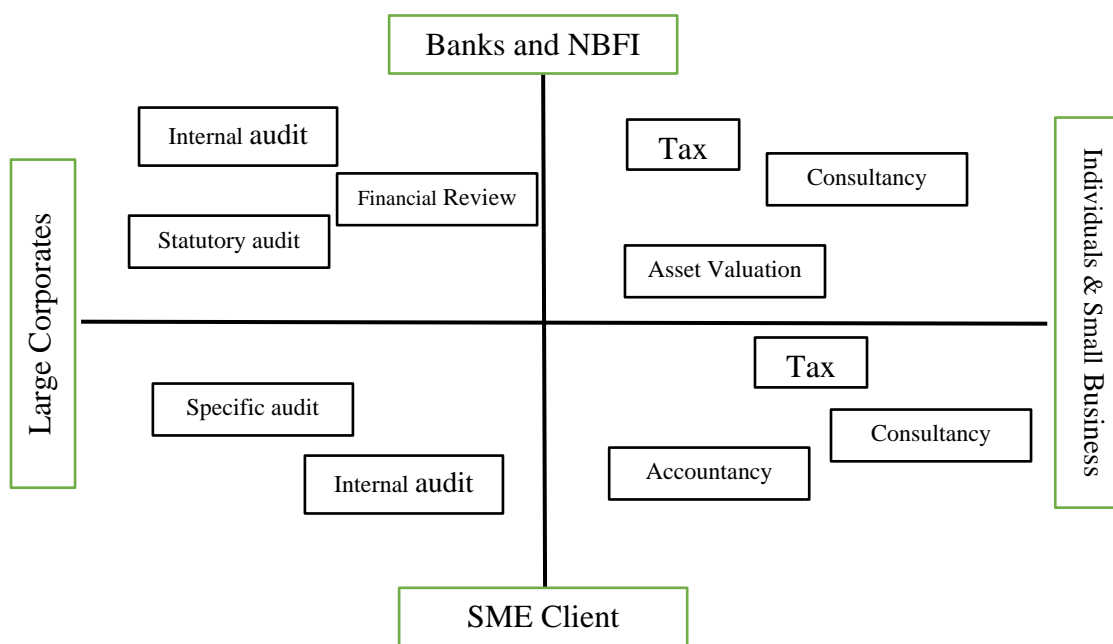 Banks and NBFI
Internal audit
Tax
Consultancy
Financial Review
Statutory audit
Asset Valuation
Large Corporates
Individuals & Small Business
Tax
Specific audit
Consultancy
Internal audit
Accountancy
SME Client